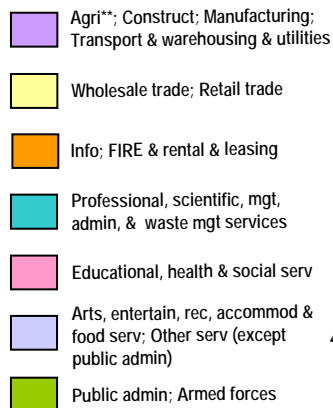 Agri**; Construct; Manufacturing;
Transport & warehousing & utilities
Wholesale trade; Retail trade
Info; FIRE & rental & leasing
Professional, scientific, mgt,
admin, & waste mgt services
Educational, health & social serv
Arts, entertain, rec, accommod &
food serv; Other serv (except
public admin)
Public admin; Armed forces